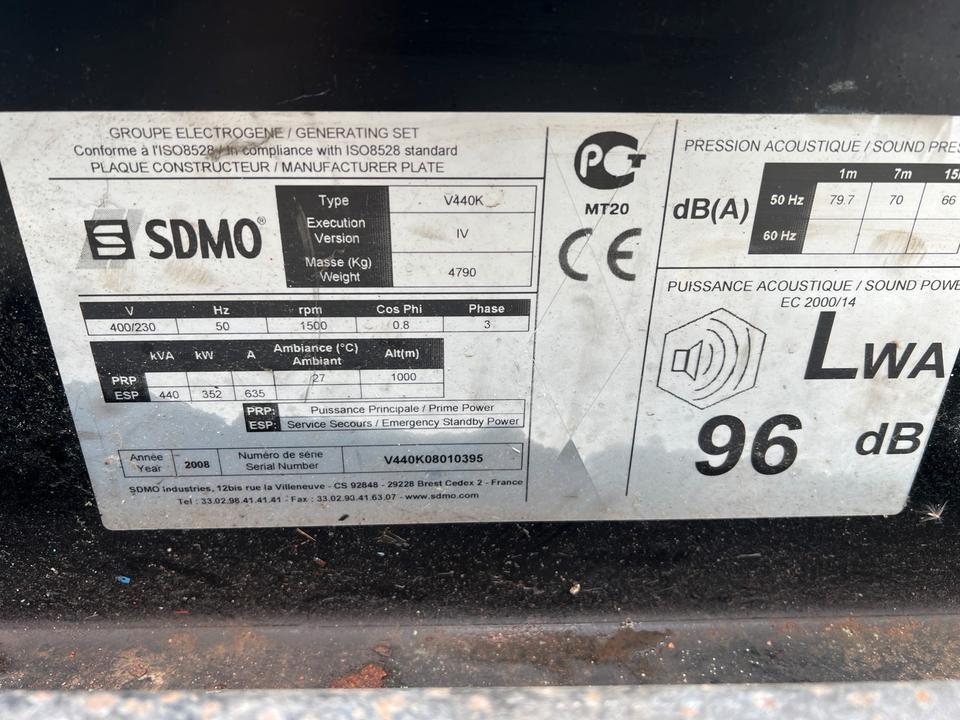 GROUPE ELECTROGENE / GENERATING SET
Conforme à l'ISO8528 / In compliance with ISO8528 standard
PLAQUE CONSTRUCTEUR / MANUFACTURER PLATE
SDMO®
Type V440K
Execution Version IV
Masse (Kg) Weight 4790
V Hz rpm Cos Phi Phase
400/230 50 1500 0.8 3
kVA kW A Ambiance (°C) Ambiant Alt(m)
PRP 27 1000
ESP 440 352 635
PRP: Puissance Principale / Prime Power
ESP: Service Secours / Emergency Standby Power
Année Year 2008 Numéro de série Serial Number V440K08010395
SDMO Industries, 12bis rue la Villeneuve - CS 92848 - 29228 Brest Cedex 2 - France
Tel : 33.02.98.41.41.41 - Fax : 33.02.90.41.63.07 - www.sdmo.com
PCT
MT20
CE
PRESSION ACOUSTIQUE / SOUND PRES
1m 7m 15
dB(A) 50 Hz 79.7 70 66
60 Hz
PUISSANCE ACOUSTIQUE / SOUND POWE
EC 2000/14
LWA
96 dB